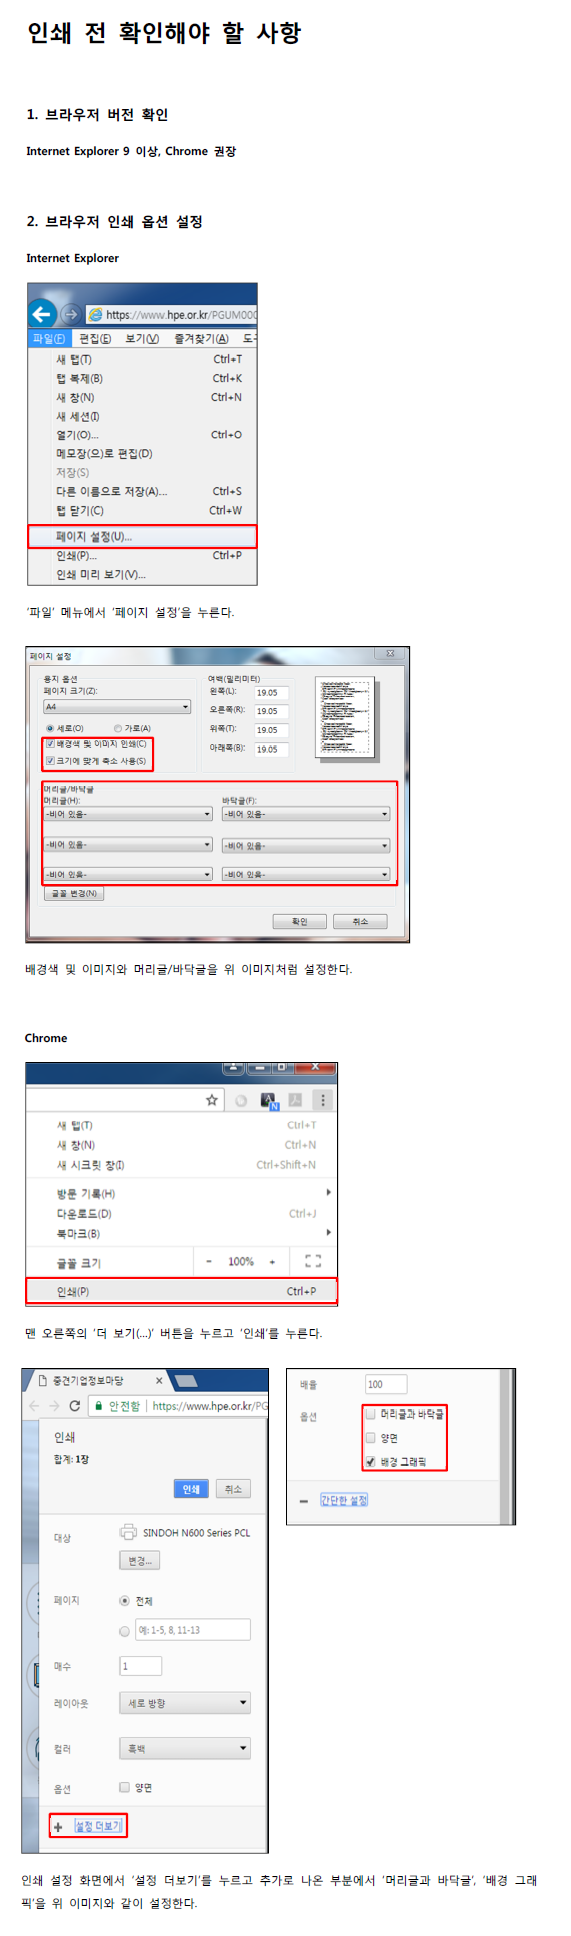 인쇄 전 확인해야 할 사항
1. 브라우저 버전 확인
Internet Explorer 9 이상, Chrome 권장
2. 브라우저 인쇄 옵션 설정
Internet Explorer
https://www.hpe.or.kr/PGUM000
파일(F) 편집(E) 보기(V) 즐겨찾기(A) 도구
새 탭(T) Ctrl+T
탭 복제(B) Ctrl+K
새 창(N) Ctrl+N
새 세션(I)
열기(O)... Ctrl+O
메모장(으)로 편집(D)
저장(S)
다른 이름으로 저장(A)... Ctrl+S
탭 닫기(C) Ctrl+W
페이지 설정(U)...
인쇄(P)... Ctrl+P
인쇄 미리 보기(V)...
'파일' 메뉴에서 '페이지 설정'을 누른다.
페이지 설정
용지 옵션 여백(밀리미터)
페이지 크기(Z): 왼쪽(L): 19.05
A4 오른쪽(R): 19.05
세로(O) 가로(A) 위쪽(T): 19.05
배경색 및 이미지 인쇄(C) 아래쪽(B): 19.05
크기에 맞게 축소 사용(S)
머리글/바닥글
머리글(H): 바닥글(F):
-비어 있음- -비어 있음-
-비어 있음- -비어 있음-
-비어 있음- -비어 있음-
글꼴 변경(N)
확인 취소
배경색 및 이미지와 머리글/바닥글을 위 이미지처럼 설정한다.
Chrome
N
새 탭(T) Ctrl+T
새 창(N) Ctrl+N
새 시크릿 창(I) Ctrl+Shift+N
방문 기록(H)
다운로드(D) Ctrl+J
북마크(B)
글꼴 크기 - 100% +
인쇄(P) Ctrl+P
맨 오른쪽의 '더 보기(...)' 버튼을 누르고 '인쇄'를 누른다.
중견기업정보마당
안전함 https://www.hpe.or.kr/PG
인쇄
합계: 1장
인쇄 취소
대상 SINDOH N600 Series PCL
변경...
페이지 전체
예: 1-5, 8, 11-13
매수 1
레이아웃 세로 방향
컬러 흑백
옵션 양면
+ 설정 더보기
배율 100
옵션 머리글과 바닥글
양면
배경 그래픽
- 간단한 설정
인쇄 설정 화면에서 '설정 더보기'를 누르고 추가로 나온 부분에서 '머리글과 바닥글', '배경 그래
픽'을 위 이미지와 같이 설정한다.